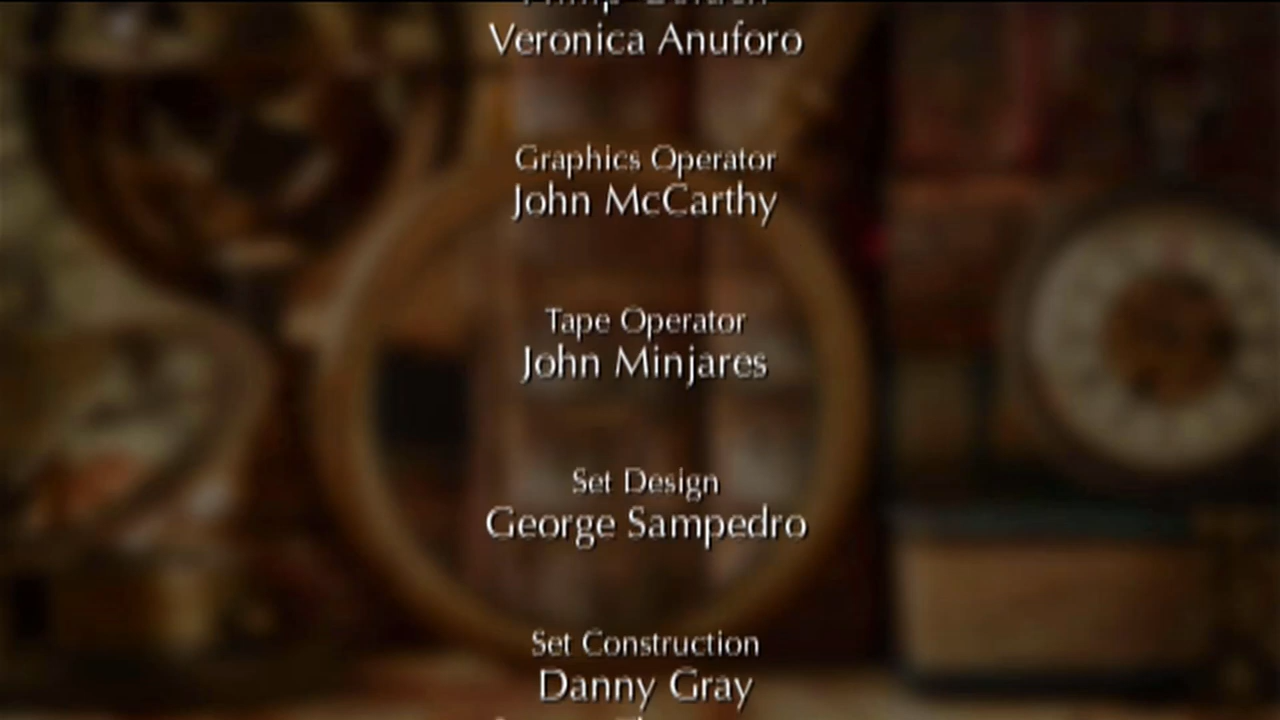 Veronica Anuforo
Graphics Operator
John McCarthy
Tape Operator
John Minjares
Set Design
George Sampedro
Set Construction
Danny Gray